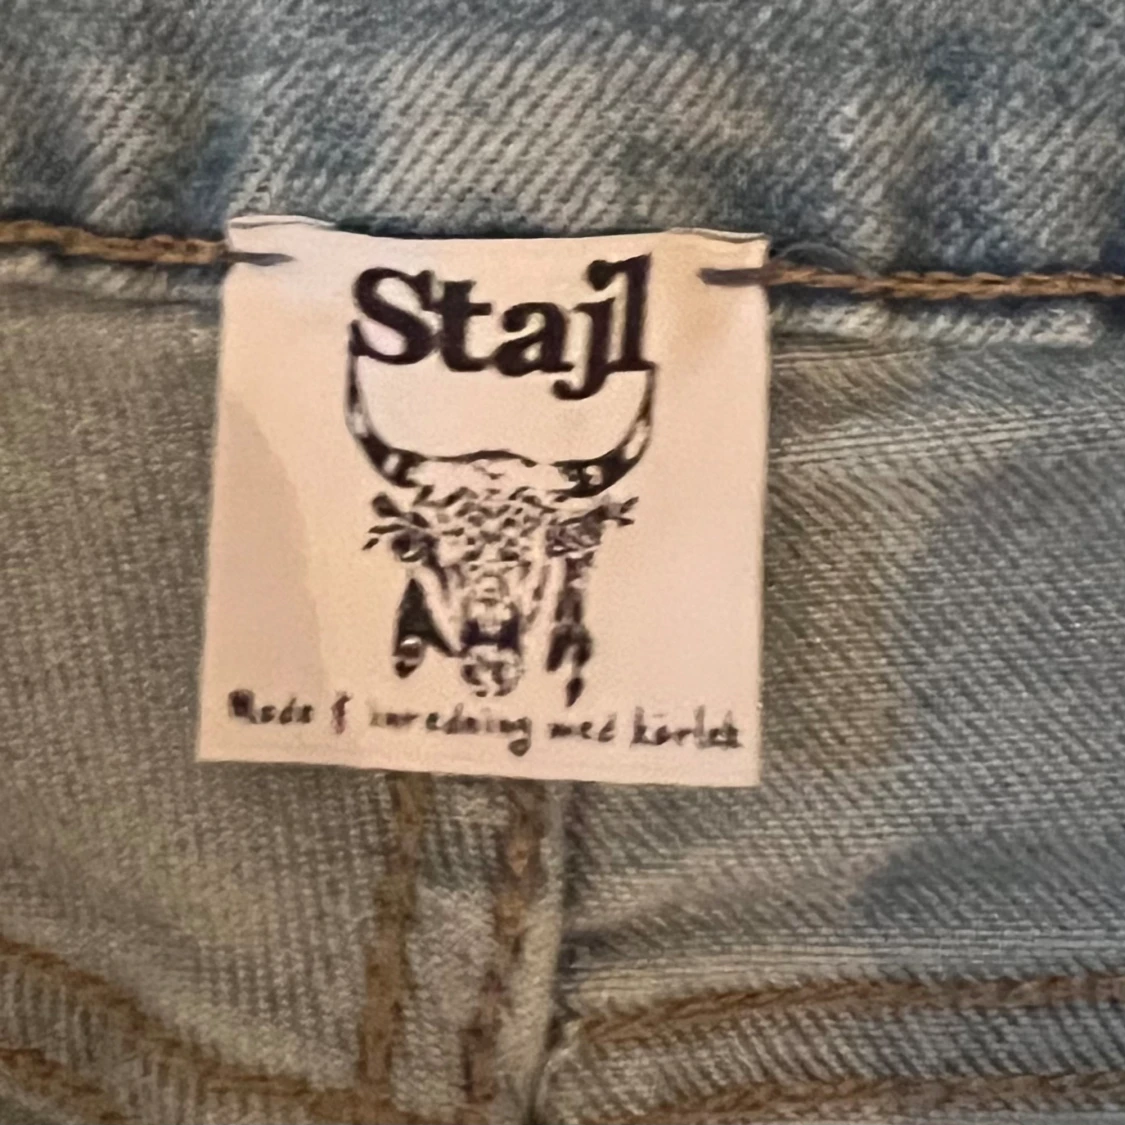 Stajl
Mode & inredning med kärlek